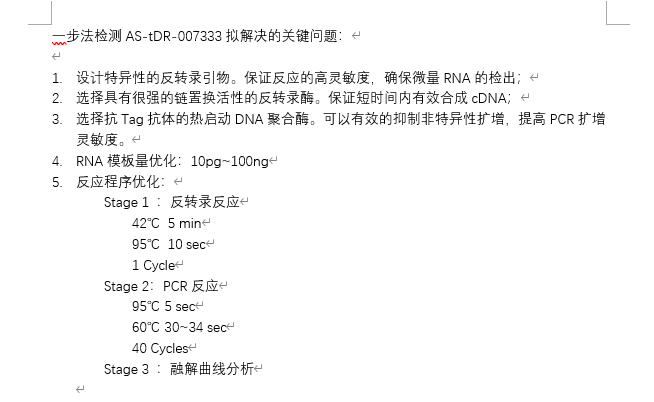 一步法检测 AS-tDR-007333 拟解决的关键问题：
1. 设计特异性的反转录引物。保证反应的高灵敏度，确保微量 RNA 的检出；
2. 选择具有很强的链置换活性的反转录酶。保证短时间内有效合成 cDNA；
3. 选择抗 Tag 抗体的热启动 DNA 聚合酶。可以有效的抑制非特异性扩增，提高 PCR 扩增
灵敏度。
4. RNA 模板量优化：10pg~100ng
5. 反应程序优化：
Stage 1 ： 反转录反应
42℃ 5 min
95℃ 10 sec
1 Cycle
Stage 2：PCR 反应
95℃ 5 sec
60℃ 30~34 sec
40 Cycles
Stage 3 ： 融解曲线分析